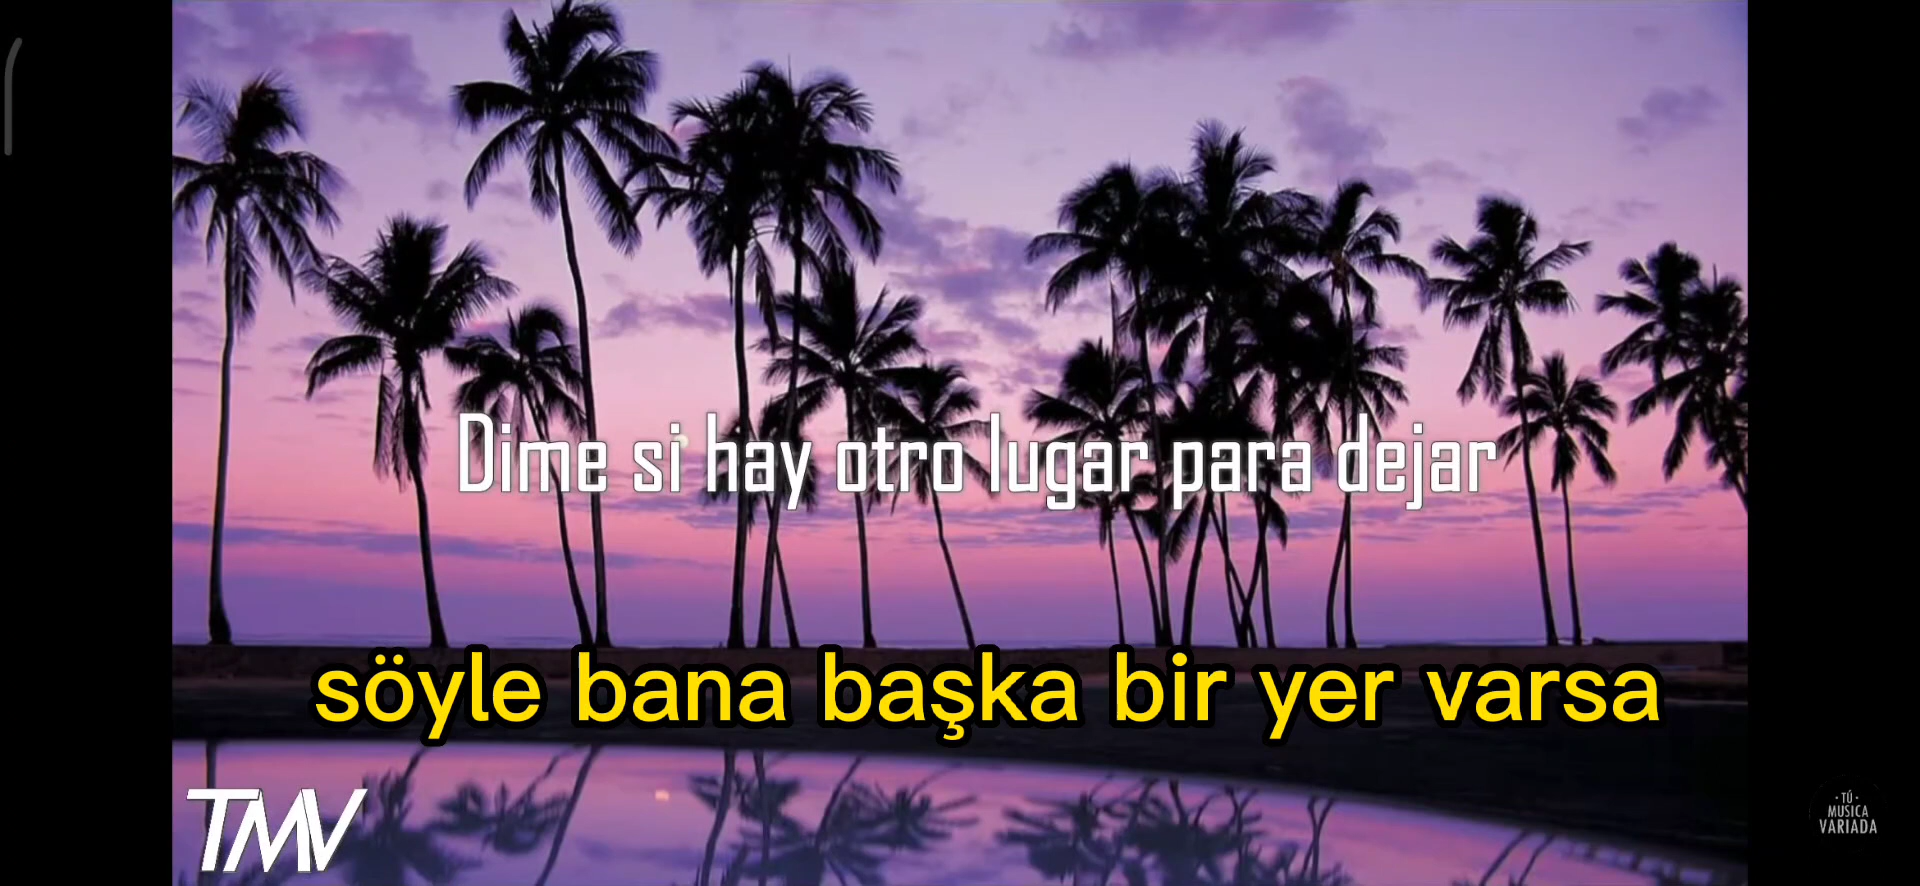 Dime si hay otro lugar para dejar
söyle bana başka bir yer varsa
TMV
·TÚ·
MUSICA
VARIADA